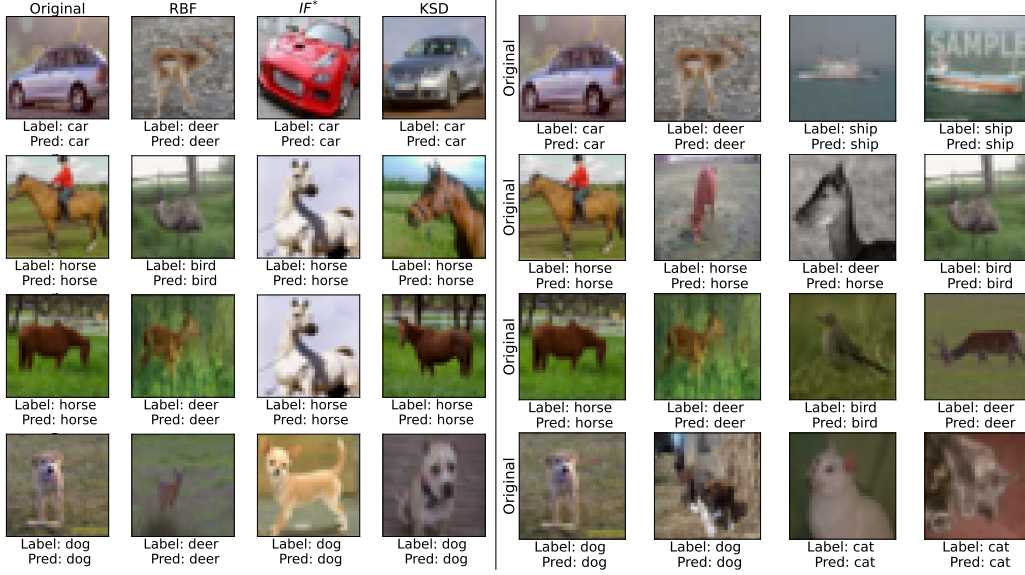 Original RBF IF* KSD
Label: car Label: deer Label: car Label: car
Pred: car Pred: deer Pred: car Pred: car
Label: horse Label: bird Label: horse Label: horse
Pred: horse Pred: bird Pred: horse Pred: horse
Label: horse Label: deer Label: horse Label: horse
Pred: horse Pred: deer Pred: horse Pred: horse
Label: dog Label: deer Label: dog Label: dog
Pred: dog Pred: deer Pred: dog Pred: dog
Original
SAMPLE
Label: car Label: deer Label: ship Label: ship
Pred: car Pred: deer Pred: ship Pred: ship
Original
Label: horse Label: horse Label: deer Label: bird
Pred: horse Pred: horse Pred: horse Pred: bird
Original
Label: horse Label: deer Label: bird Label: deer
Pred: horse Pred: deer Pred: bird Pred: deer
Original
Label: dog Label: dog Label: cat Label: cat
Pred: dog Pred: dog Pred: cat Pred: cat